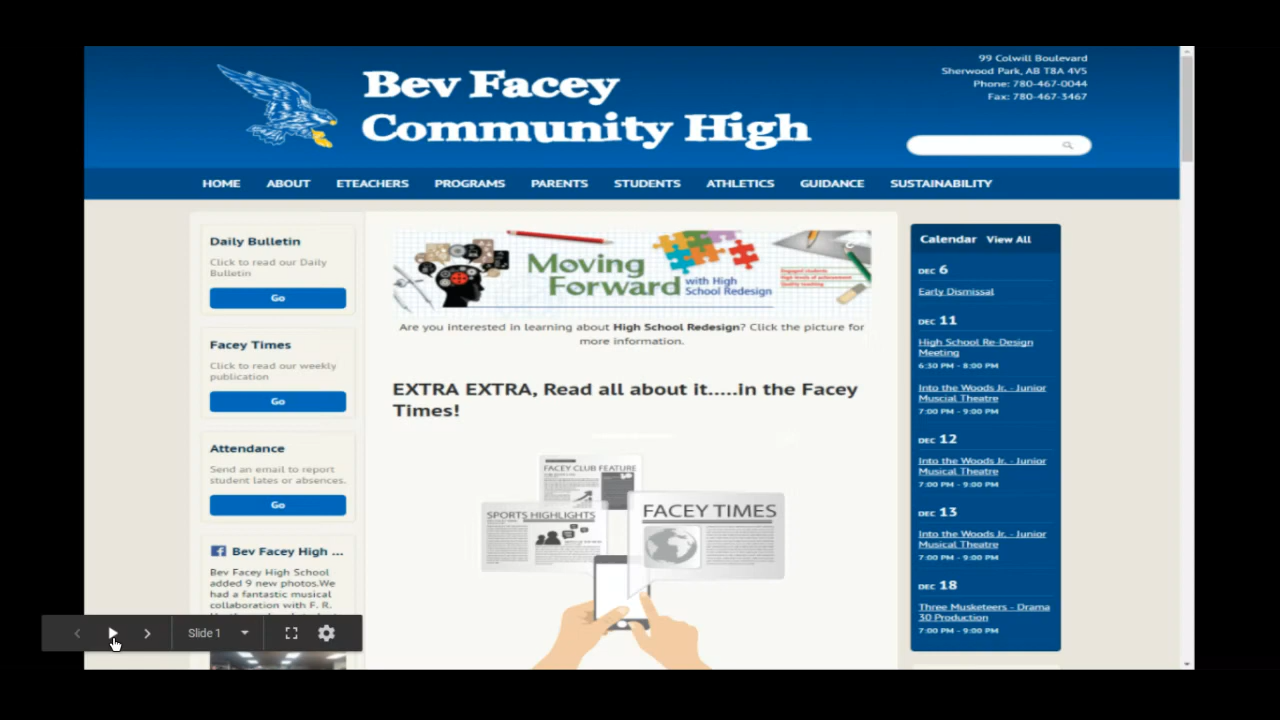 Bev Facey
Community High
99 Colwill Boulevard
Sherwood Park, AB T8A 4V5
Phone: 780-467-0044
Fax: 780-467-3467
HOME ABOUT ETEACHERS PROGRAMS PARENTS STUDENTS ATHLETICS GUIDANCE SUSTAINABILITY
Daily Bulletin
Click to read our Daily
Bulletin
Go
Facey Times
Click to read our weekly
publication
Go
Attendance
Send an email to report
student lates or absences.
Go
Bev Facey High ...
Bev Facey High School
added 9 new photos.We
had a fantastic musical
collaboration with F. R.
Moving
Forward
with High
School Redesign
Engaged students
High levels of achievement
Quality teaching
Are you interested in learning about High School Redesign? Click the picture for
more information.
EXTRA EXTRA, Read all about it.....in the Facey
Times!
FACEY CLUB FEATURE
SPORTS HIGHLIGHTS
FACEY TIMES
Calendar View All
DEC 6
Early Dismissal
DEC 11
High School Re-Design
Meeting
6:30 PM - 8:00 PM
Into the Woods Jr. - Junior
Muscial Theatre
7:00 PM - 9:00 PM
DEC 12
Into the Woods Jr. - Junior
Musical Theatre
7:00 PM - 9:00 PM
DEC 13
Into the Woods Jr. - Junior
Musical Theatre
7:00 PM - 9:00 PM
DEC 18
Three Musketeers - Drama
30 Production
7:00 PM - 9:00 PM
Slide 1